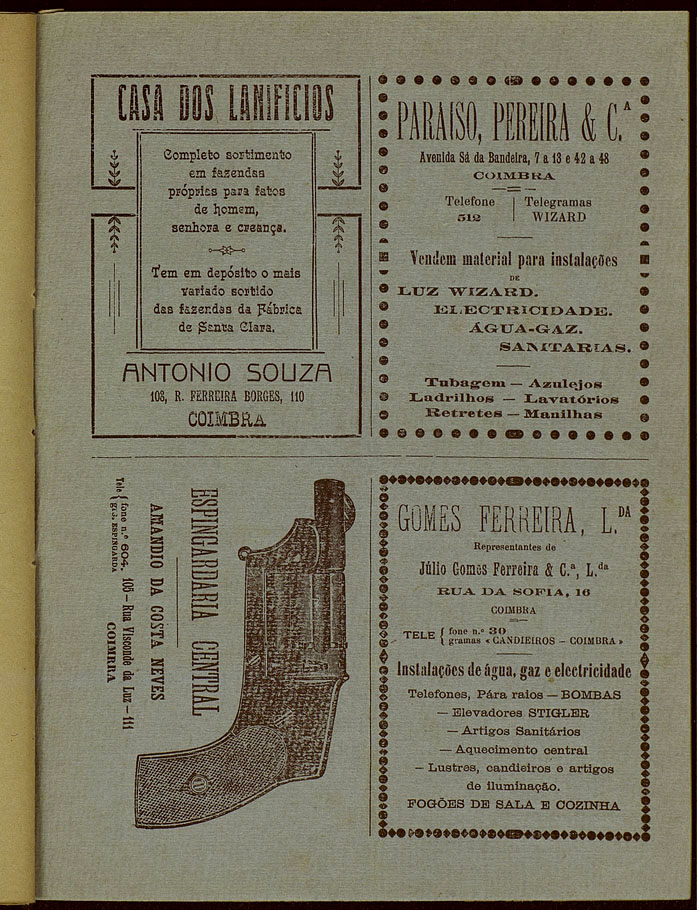 CASA DOS LANIFICIOS
Completo sortimento
em fazendas
próprias para fatos
de homem,
senhora e creança.
Tem em depósito o mais
variado sortido
das fazendas da Fábrica
de Santa Clara.
ANTONIO SOUZA
103, R. FERREIRA BORGES, 110
COIMBRA
PARAISO, PEREIRA & C.A
Avenida Sá da Bandeira, 7 a 13 e 42 a 48
COIMBRA
Telefone
512
Telegramas
WIZARD
Vendem material para instalações
DE
LUZ WIZARD.
ELECTRICIDADE.
ÁGUA-GAZ.
SANITARIAS.
Tubagem — Azulejos
Ladrilhos — Lavatórios
Retretes — Manilhas
ESPINGARDARIA CENTRAL
AMANDIO DA COSTA NEVES
105 — Rua Visconde da Luz — 111
COIMBRA
Tele { fone n.º 604.
ESPINGARDA
GOMES FERREIRA, L.DA
Representantes de
Júlio Gomes Ferreira & C.ª, L.da
RUA DA SOFIA, 16
COIMBRA
TELE { fone n.º 30
gramas « CANDIEIROS — COIMBRA »
Instalações de água, gaz e electricidade
Telefones, Pára raios — BOMBAS
— Elevadores STIGLER
— Artigos Sanitários
— Aquecimento central
— Lustres, candieiros e artigos
de iluminação.
FOGÕES DE SALA E COZINHA